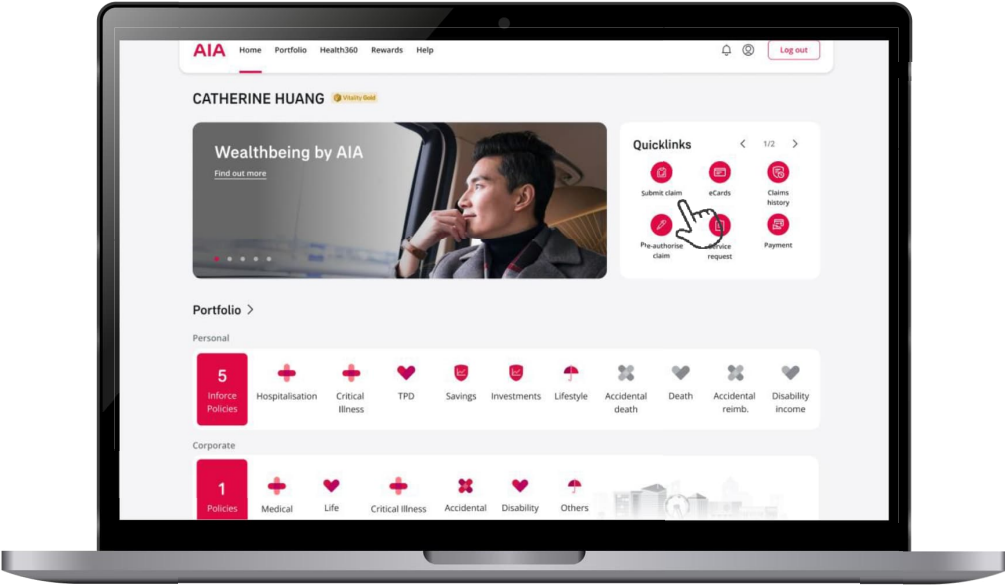 AIA
Home Portfolio Health360 Rewards Help
Log out
CATHERINE HUANG
Vitality Gold
Wealthbeing by AIA
Find out more
Quicklinks
1/2
Submit claim
eCards
Claims
history
Pre-authorise
claim
Service
request
Payment
Portfolio
Personal
5
Inforce
Policies
Hospitalisation
Critical
Illness
TPD
Savings
Investments
Lifestyle
Accidental
death
Death
Accidental
reimb.
Disability
income
Corporate
1
Policies
Medical
Life
Critical Illness
Accidental
Disability
Others